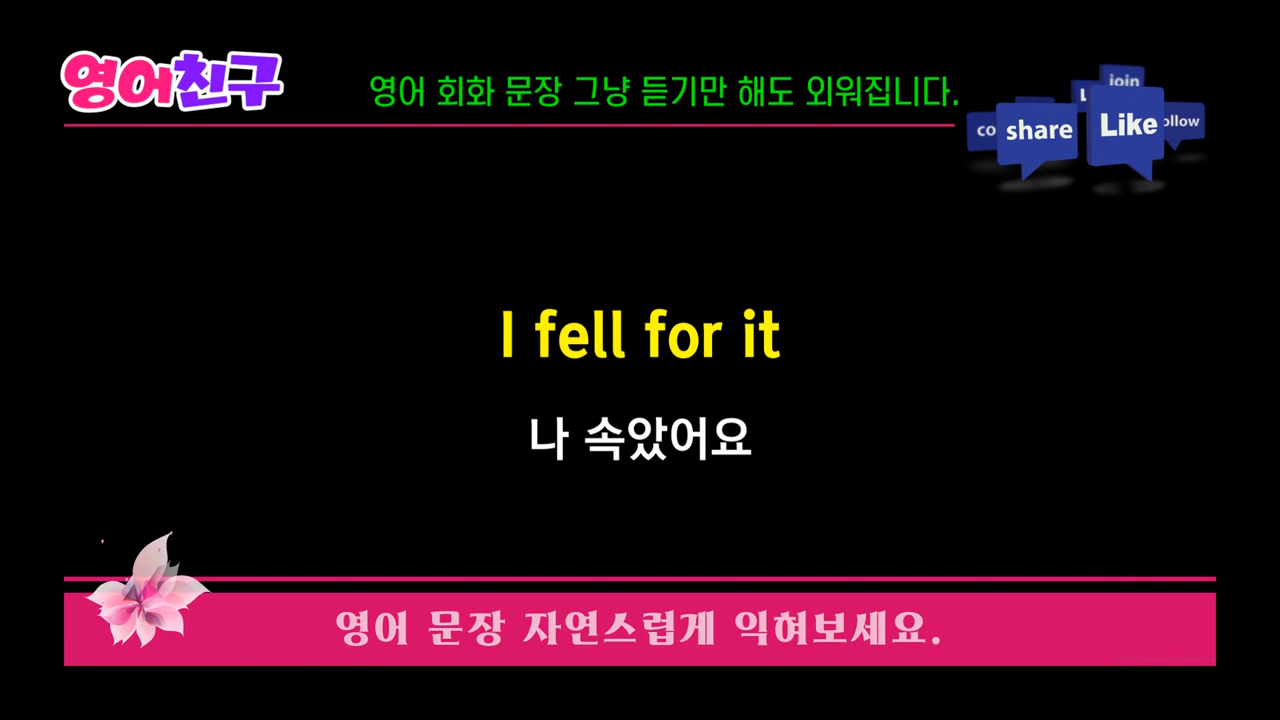 영어친구
영어 회화 문장 그냥 듣기만 해도 외워집니다.
join
share
Like
I fell for it
나 속았어요
영어 문장 자연스럽게 익혀보세요.